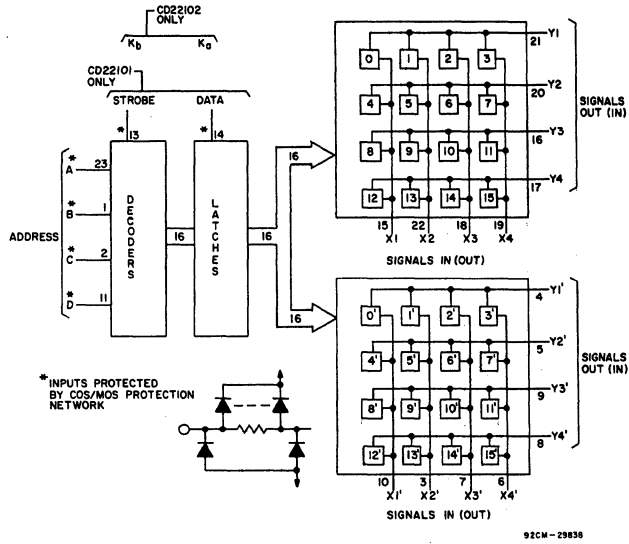 CD22102
ONLY
Kb Ka
CD22101
ONLY
STROBE DATA
* 13 * 14
ADDRESS
* A 23
* B 1
* C 2
* D 11
DECODERS
16
LATCHES
16
16
16
21 Y1
0 1 2 3
20 Y2
4 5 6 7
16 Y3
8 9 10 11
17 Y4
12 13 14 15
15 22 18 19
X1 X2 X3 X4
SIGNALS IN (OUT)
SIGNALS
OUT (IN)
4 Y1'
0' 1' 2' 3'
5 Y2'
4' 5' 6' 7'
9 Y3'
8' 9' 10' 11'
8 Y4'
12' 13' 14' 15'
10 3 7 6
X1' X2' X3' X4'
SIGNALS IN (OUT)
SIGNALS
OUT (IN)
*INPUTS PROTECTED
BY COS/MOS PROTECTION
NETWORK
92CM-29838